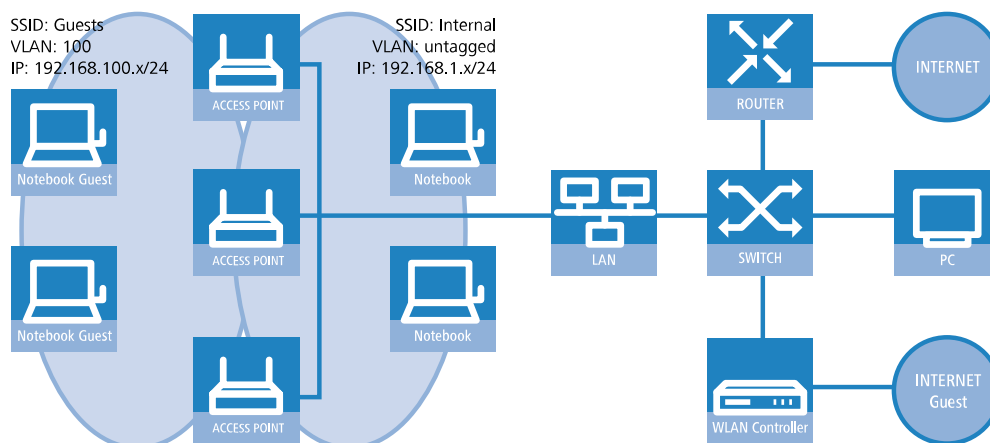 SSID: Guests
VLAN: 100
IP: 192.168.100.x/24
SSID: Internal
VLAN: untagged
IP: 192.168.1.x/24
ACCESS POINT
ROUTER
INTERNET
Notebook Guest
Notebook
ACCESS POINT
LAN
SWITCH
PC
Notebook Guest
Notebook
ACCESS POINT
WLAN Controller
INTERNET
Guest